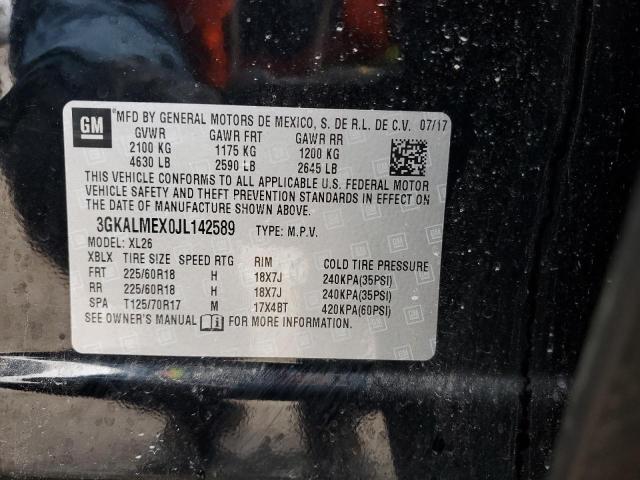 GM ® MFD BY GENERAL MOTORS DE MEXICO, S. DE R.L. DE C.V. 07/17
GVWR GAWR FRT GAWR RR
2100 KG 1175 KG 1200 KG
4630 LB 2590 LB 2645 LB
THIS VEHICLE CONFORMS TO ALL APPLICABLE U.S. FEDERAL MOTOR
VEHICLE SAFETY AND THEFT PREVENTION STANDARDS IN EFFECT ON
THE DATE OF MANUFACTURE SHOWN ABOVE.
3GKALMEX0JL142589 TYPE: M.P.V.
MODEL: XL26
XBLX TIRE SIZE SPEED RTG RIM COLD TIRE PRESSURE
FRT 225/60R18 H 18X7J 240KPA(35PSI)
RR 225/60R18 H 18X7J 240KPA(35PSI)
SPA T125/70R17 M 17X4BT 420KPA(60PSI)
SEE OWNER'S MANUAL FOR MORE INFORMATION.